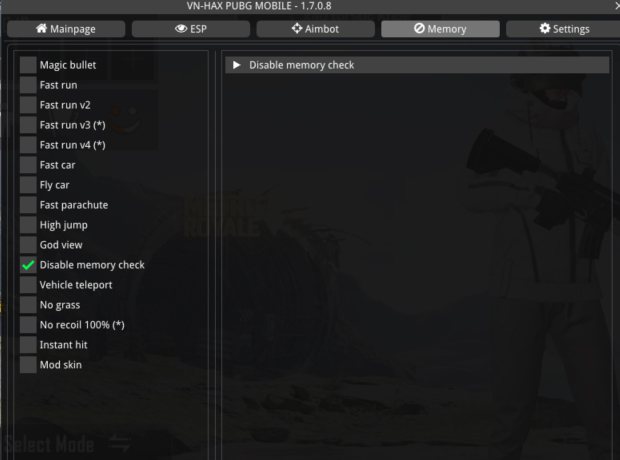 VN-HAX PUBG MOBILE - 1.7.0.8
Mainpage
ESP
Aimbot
Memory
Settings
Magic bullet
Fast run
Fast run v2
Fast run v3 (*)
Fast run v4 (*)
Fast car
Fly car
Fast parachute
High jump
God view
Disable memory check
Vehicle teleport
No grass
No recoil 100% (*)
Instant hit
Mod skin
Disable memory check
ROYALE
Select Mode